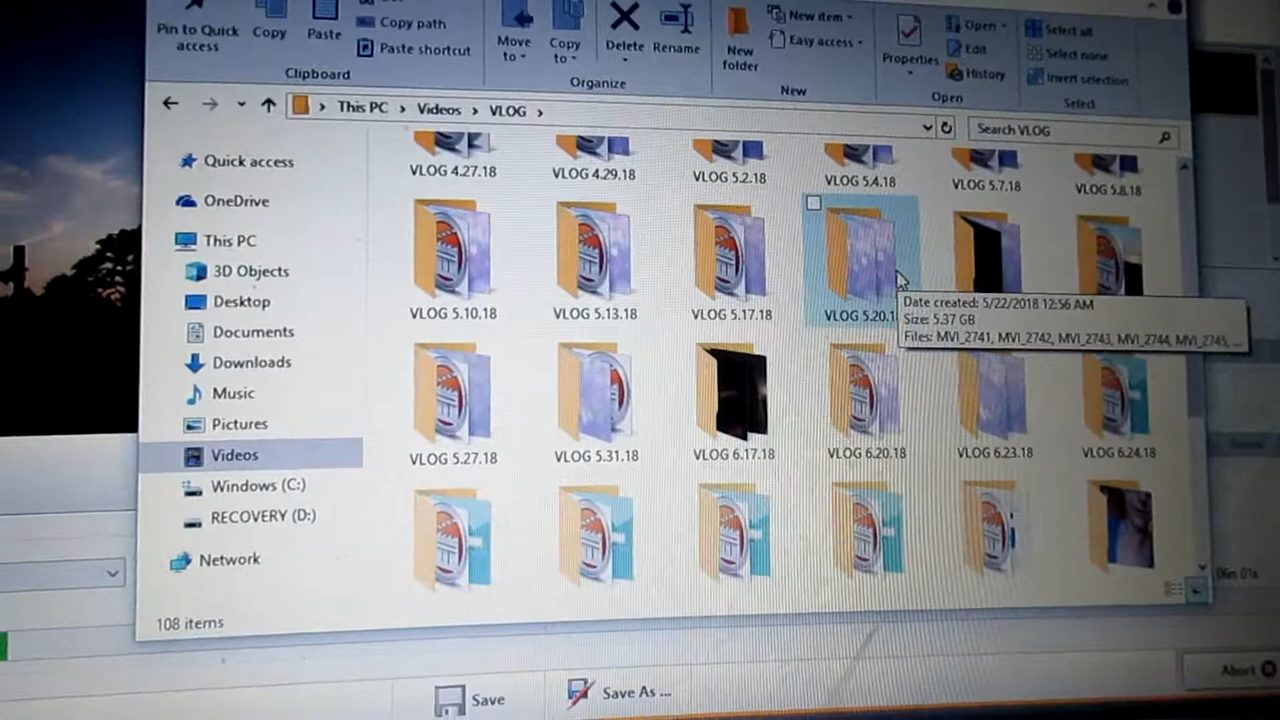 Pin to Quick access
Copy
Paste
Copy path
Paste shortcut
Clipboard
Move to
Copy to
Delete
Rename
Organize
New folder
New item
Easy access
New
Properties
Open
Edit
History
Open
Select all
Select none
Invert selection
Select
This PC > Videos > VLOG >
Search VLOG
Quick access
OneDrive
This PC
3D Objects
Desktop
Documents
Downloads
Music
Pictures
Videos
Windows (C:)
RECOVERY (D:)
Network
VLOG 4.27.18
VLOG 4.29.18
VLOG 5.2.18
VLOG 5.4.18
VLOG 5.7.18
VLOG 5.8.18
VLOG 5.10.18
VLOG 5.13.18
VLOG 5.17.18
VLOG 5.20.1
Date created: 5/22/2018 12:56 AM
Size: 5.37 GB
Files: MVI_2741, MVI_2742, MVI_2743, MVI_2744, MVI_2745, ...
VLOG 5.27.18
VLOG 5.31.18
VLOG 6.17.18
VLOG 6.20.18
VLOG 6.23.18
VLOG 6.24.18
108 items
06m 01s
Save
Save As ...
Abort